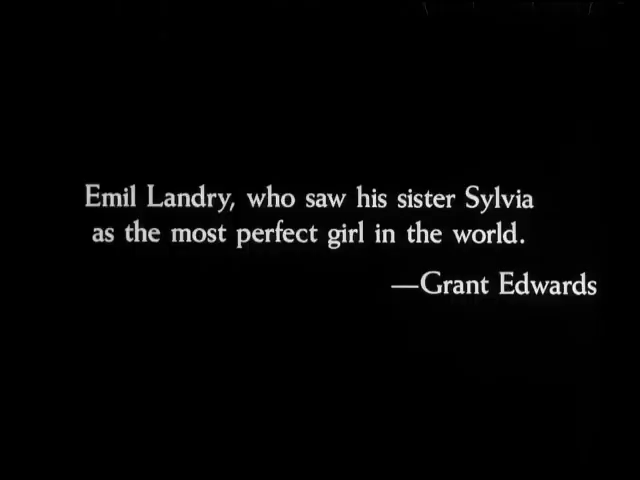 Emil Landry, who saw his sister Sylvia
as the most perfect girl in the world.
—Grant Edwards